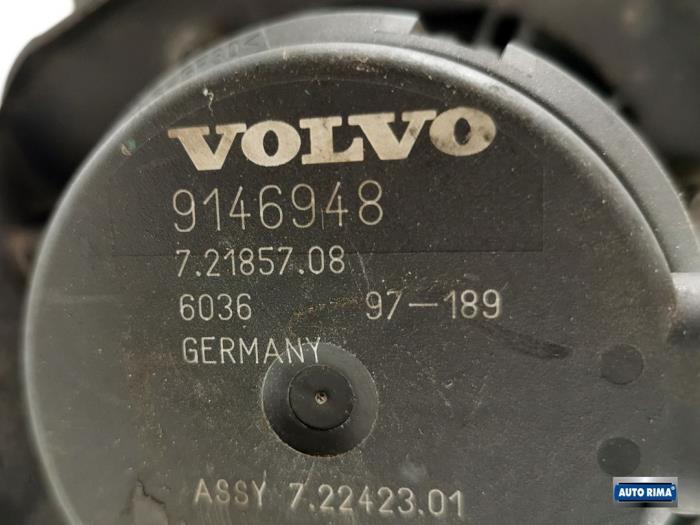 VOLVO
9146948
7.21857.08
6036 97-189
GERMANY
ASSY 7.22423.01
AUTO RIMA